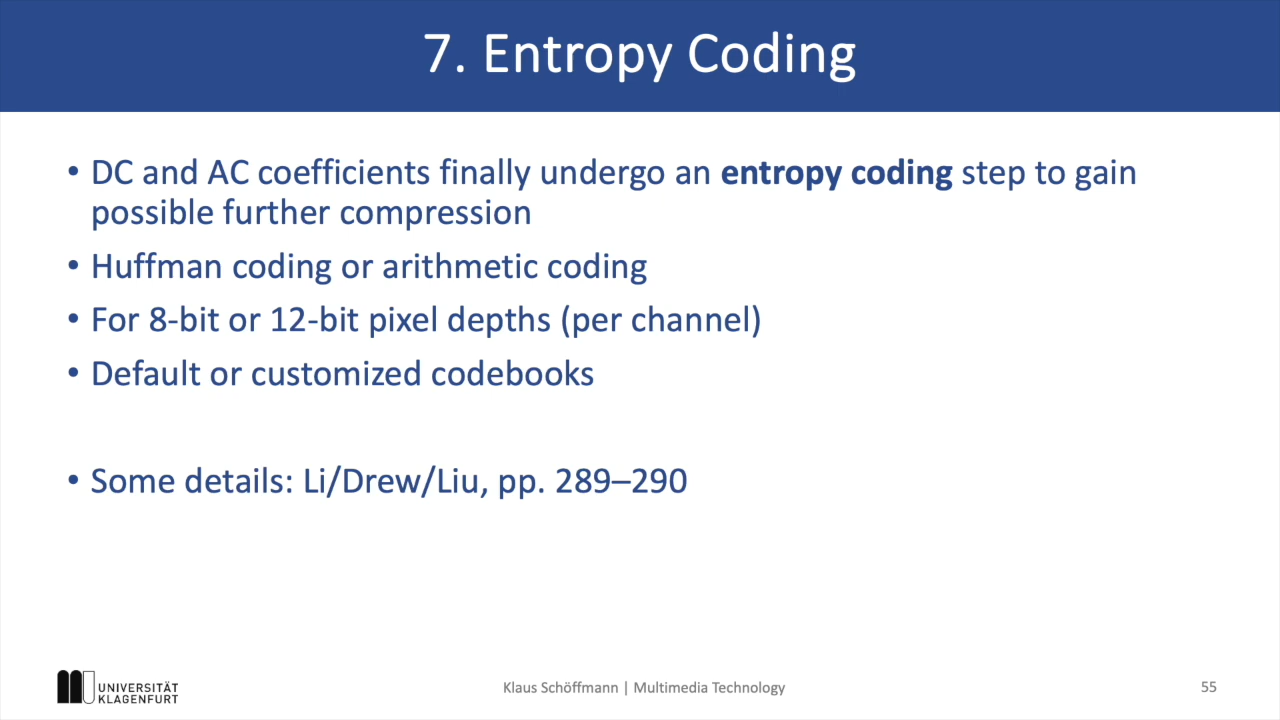 7. Entropy Coding
• DC and AC coefficients finally undergo an entropy coding step to gain
possible further compression
• Huffman coding or arithmetic coding
• For 8-bit or 12-bit pixel depths (per channel)
• Default or customized codebooks
• Some details: Li/Drew/Liu, pp. 289–290
UNIVERSITÄT
KLAGENFURT
Klaus Schöffmann | Multimedia Technology
55